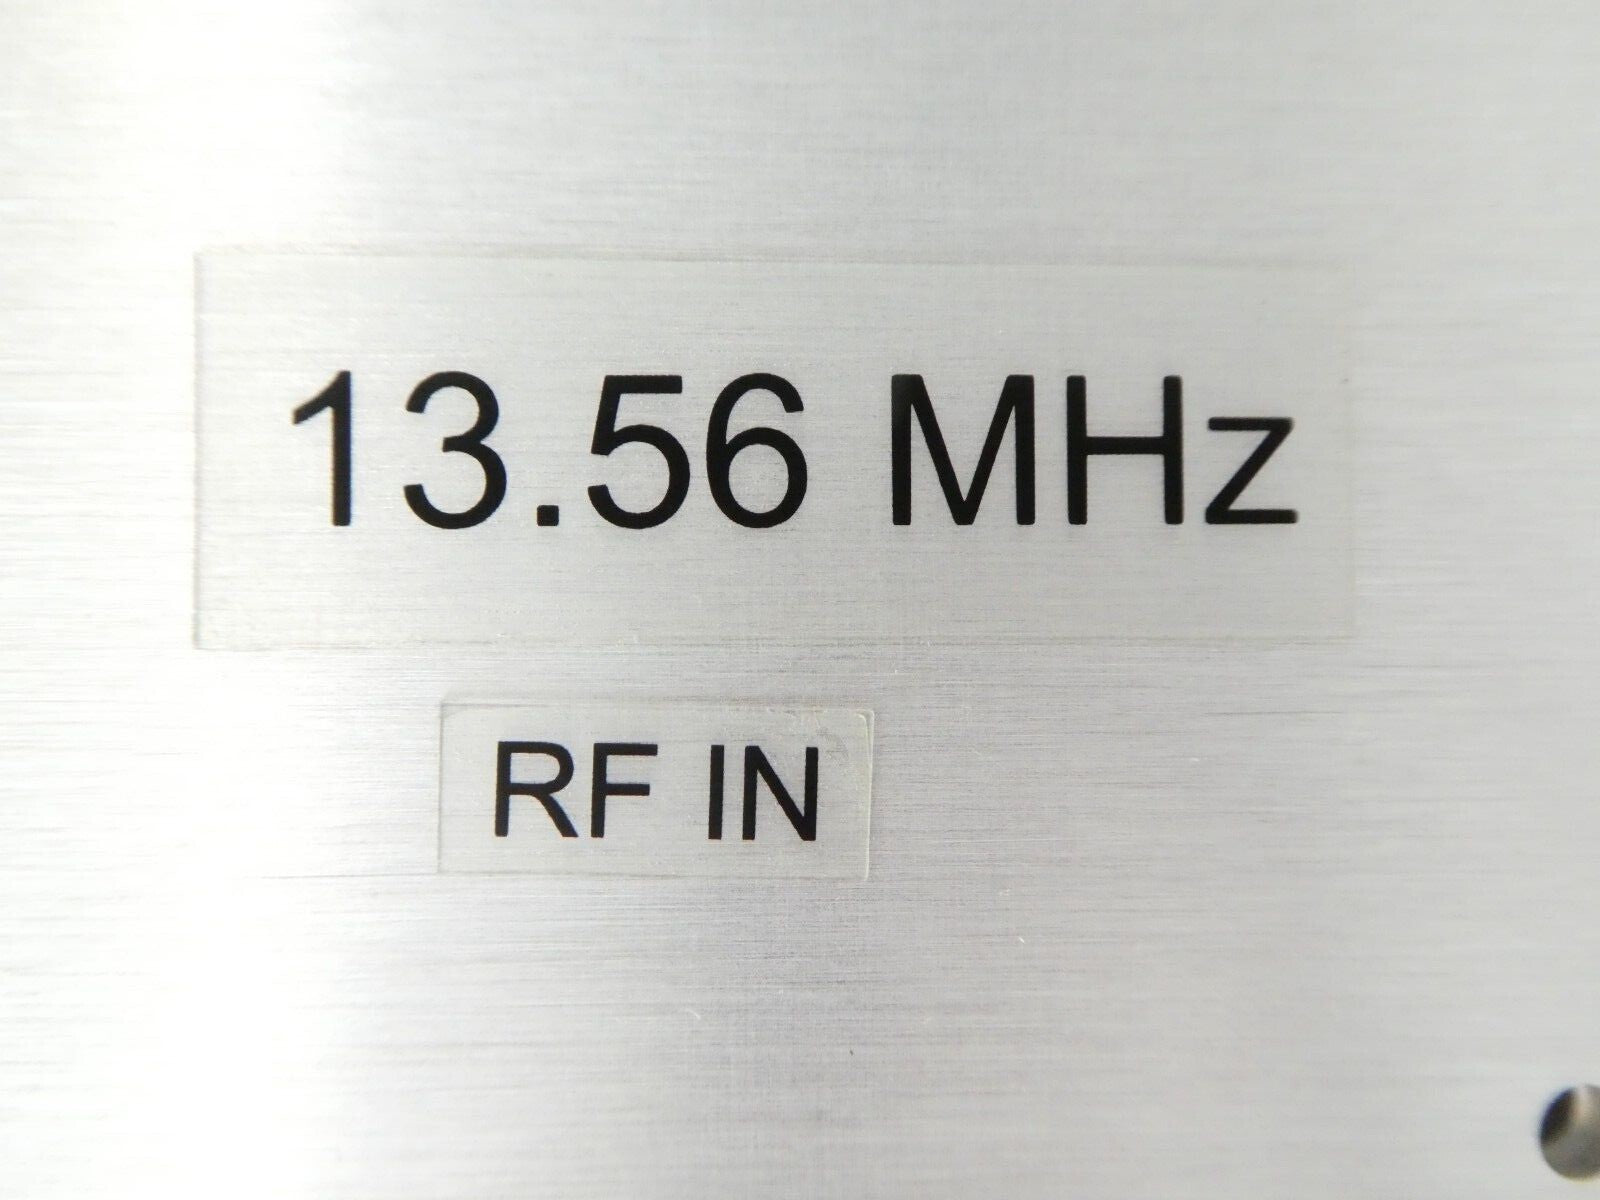 13.56 MHz
RF IN